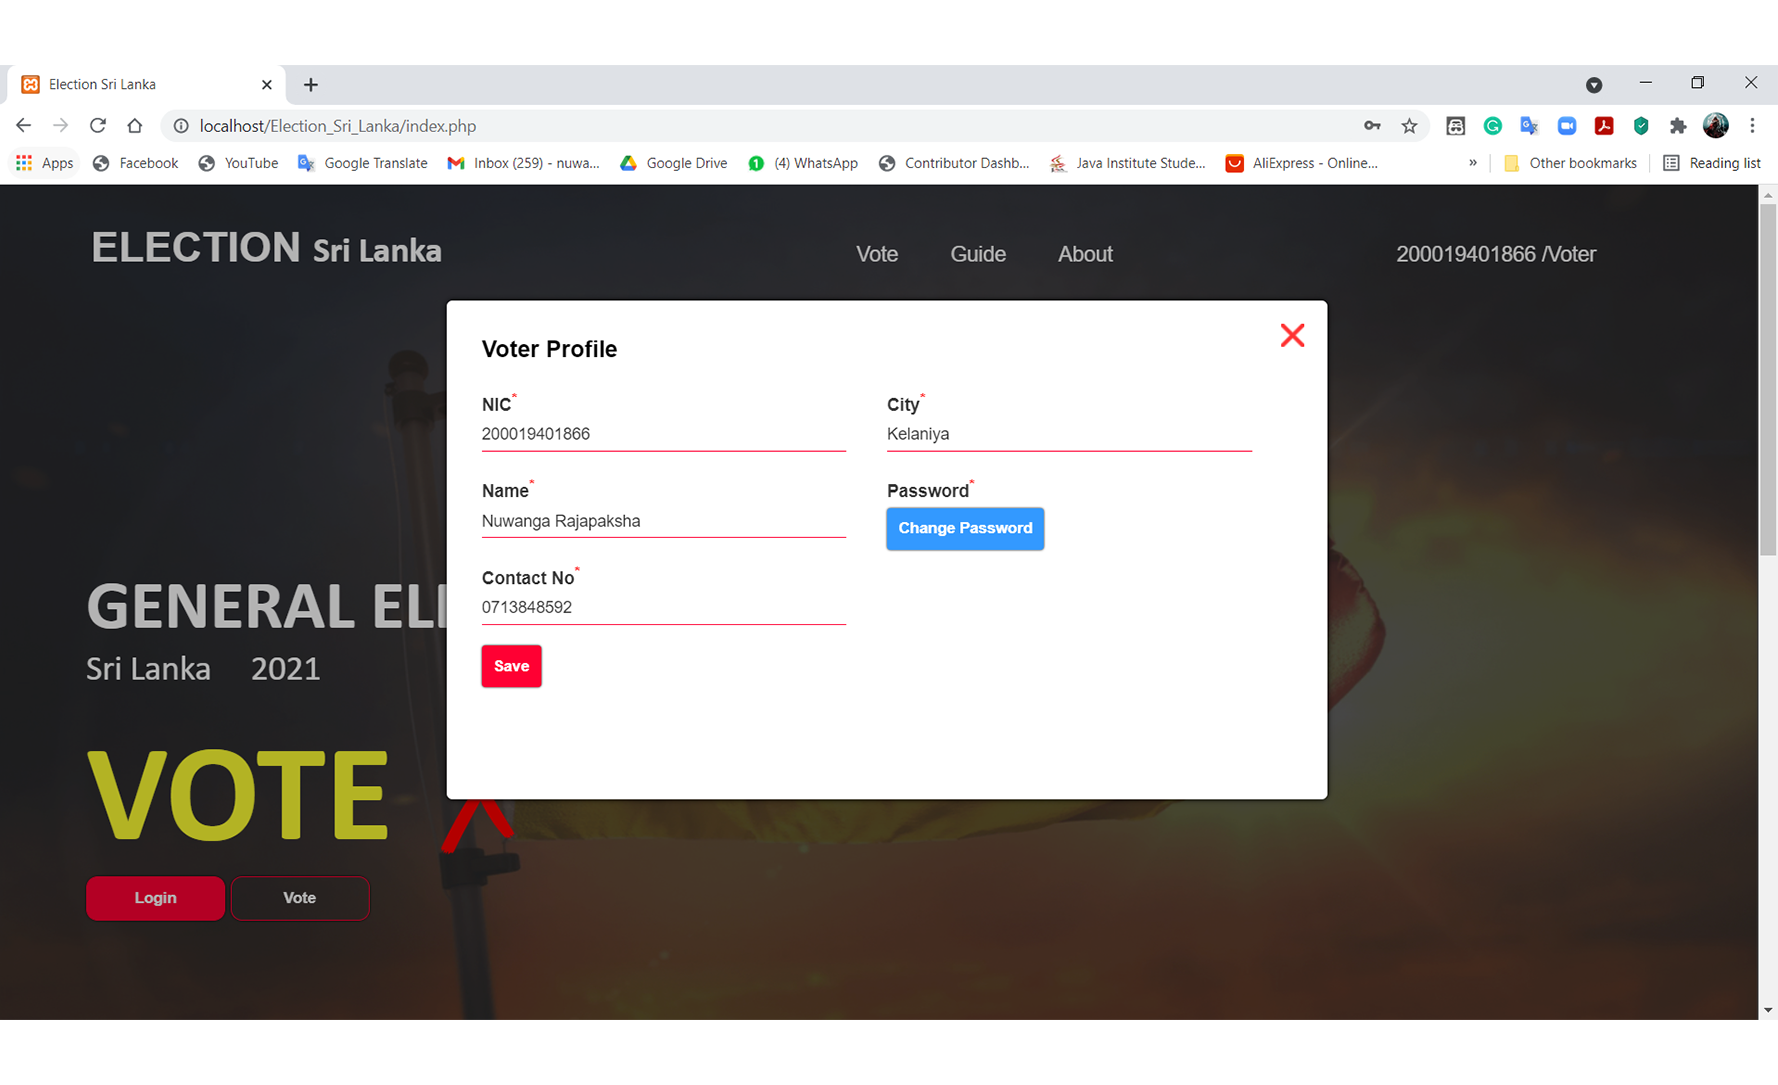 Election Sri Lanka
localhost/Election_Sri_Lanka/index.php
Apps Facebook YouTube Google Translate Inbox (259) - nuwa... Google Drive (4) WhatsApp Contributor Dashb... Java Institute Stude... AliExpress - Online... » Other bookmarks Reading list
ELECTION Sri Lanka Vote Guide About 200019401866 /Voter
Voter Profile
NIC* City*
200019401866 Kelaniya
Name* Password*
Nuwanga Rajapaksha Change Password
Contact No*
0713848592
Save
GENERAL
Sri Lanka 2021
VOTE
Login Vote